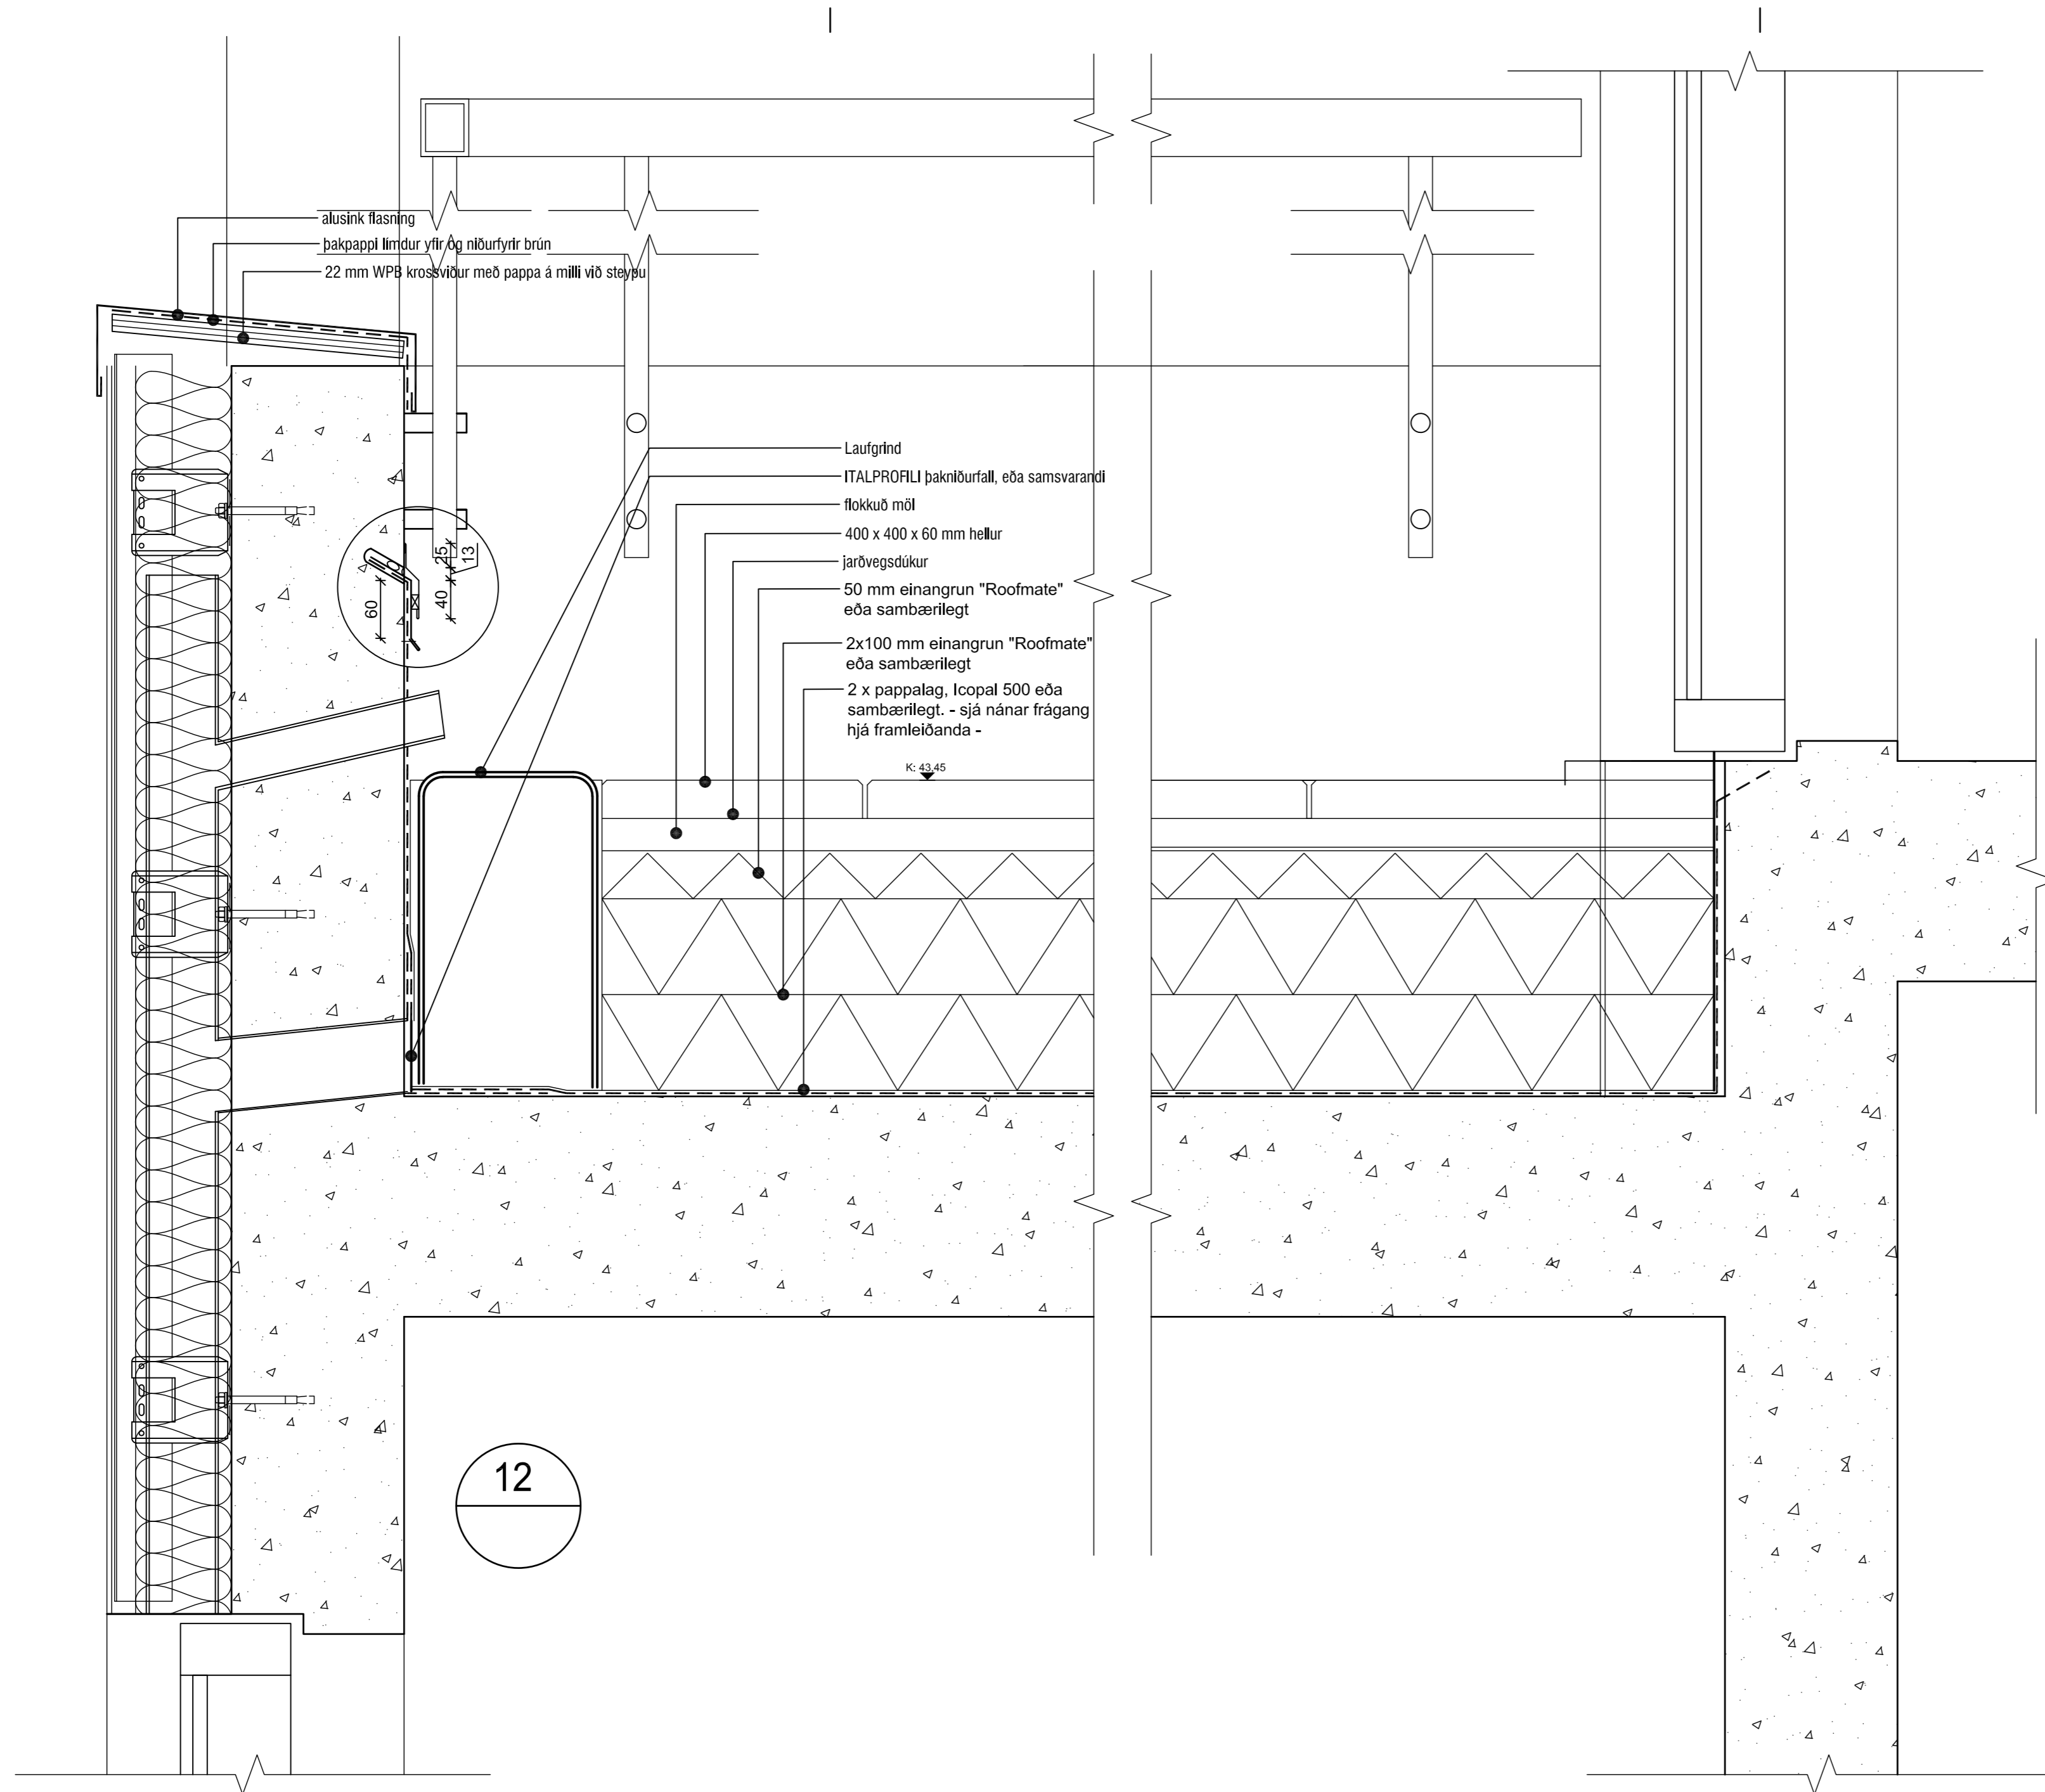 alusink flasning
þakpappi límdur yfir og niðurfyrir brún
22 mm WPB krossviður með pappa á milli við steypu
Laufgrind
ITALPROFILI þakniðurfall, eða samsvarandi
flokkuð möl
400 x 400 x 60 mm hellur
jarðvegsdúkur
50 mm einangrun "Roofmate"
eða sambærilegt
2x100 mm einangrun "Roofmate"
eða sambærilegt
2 x pappalag, Icopal 500 eða
sambærilegt. - sjá nánar frágang
hjá framleiðanda -
25
13
40
60
K: 43,45
12